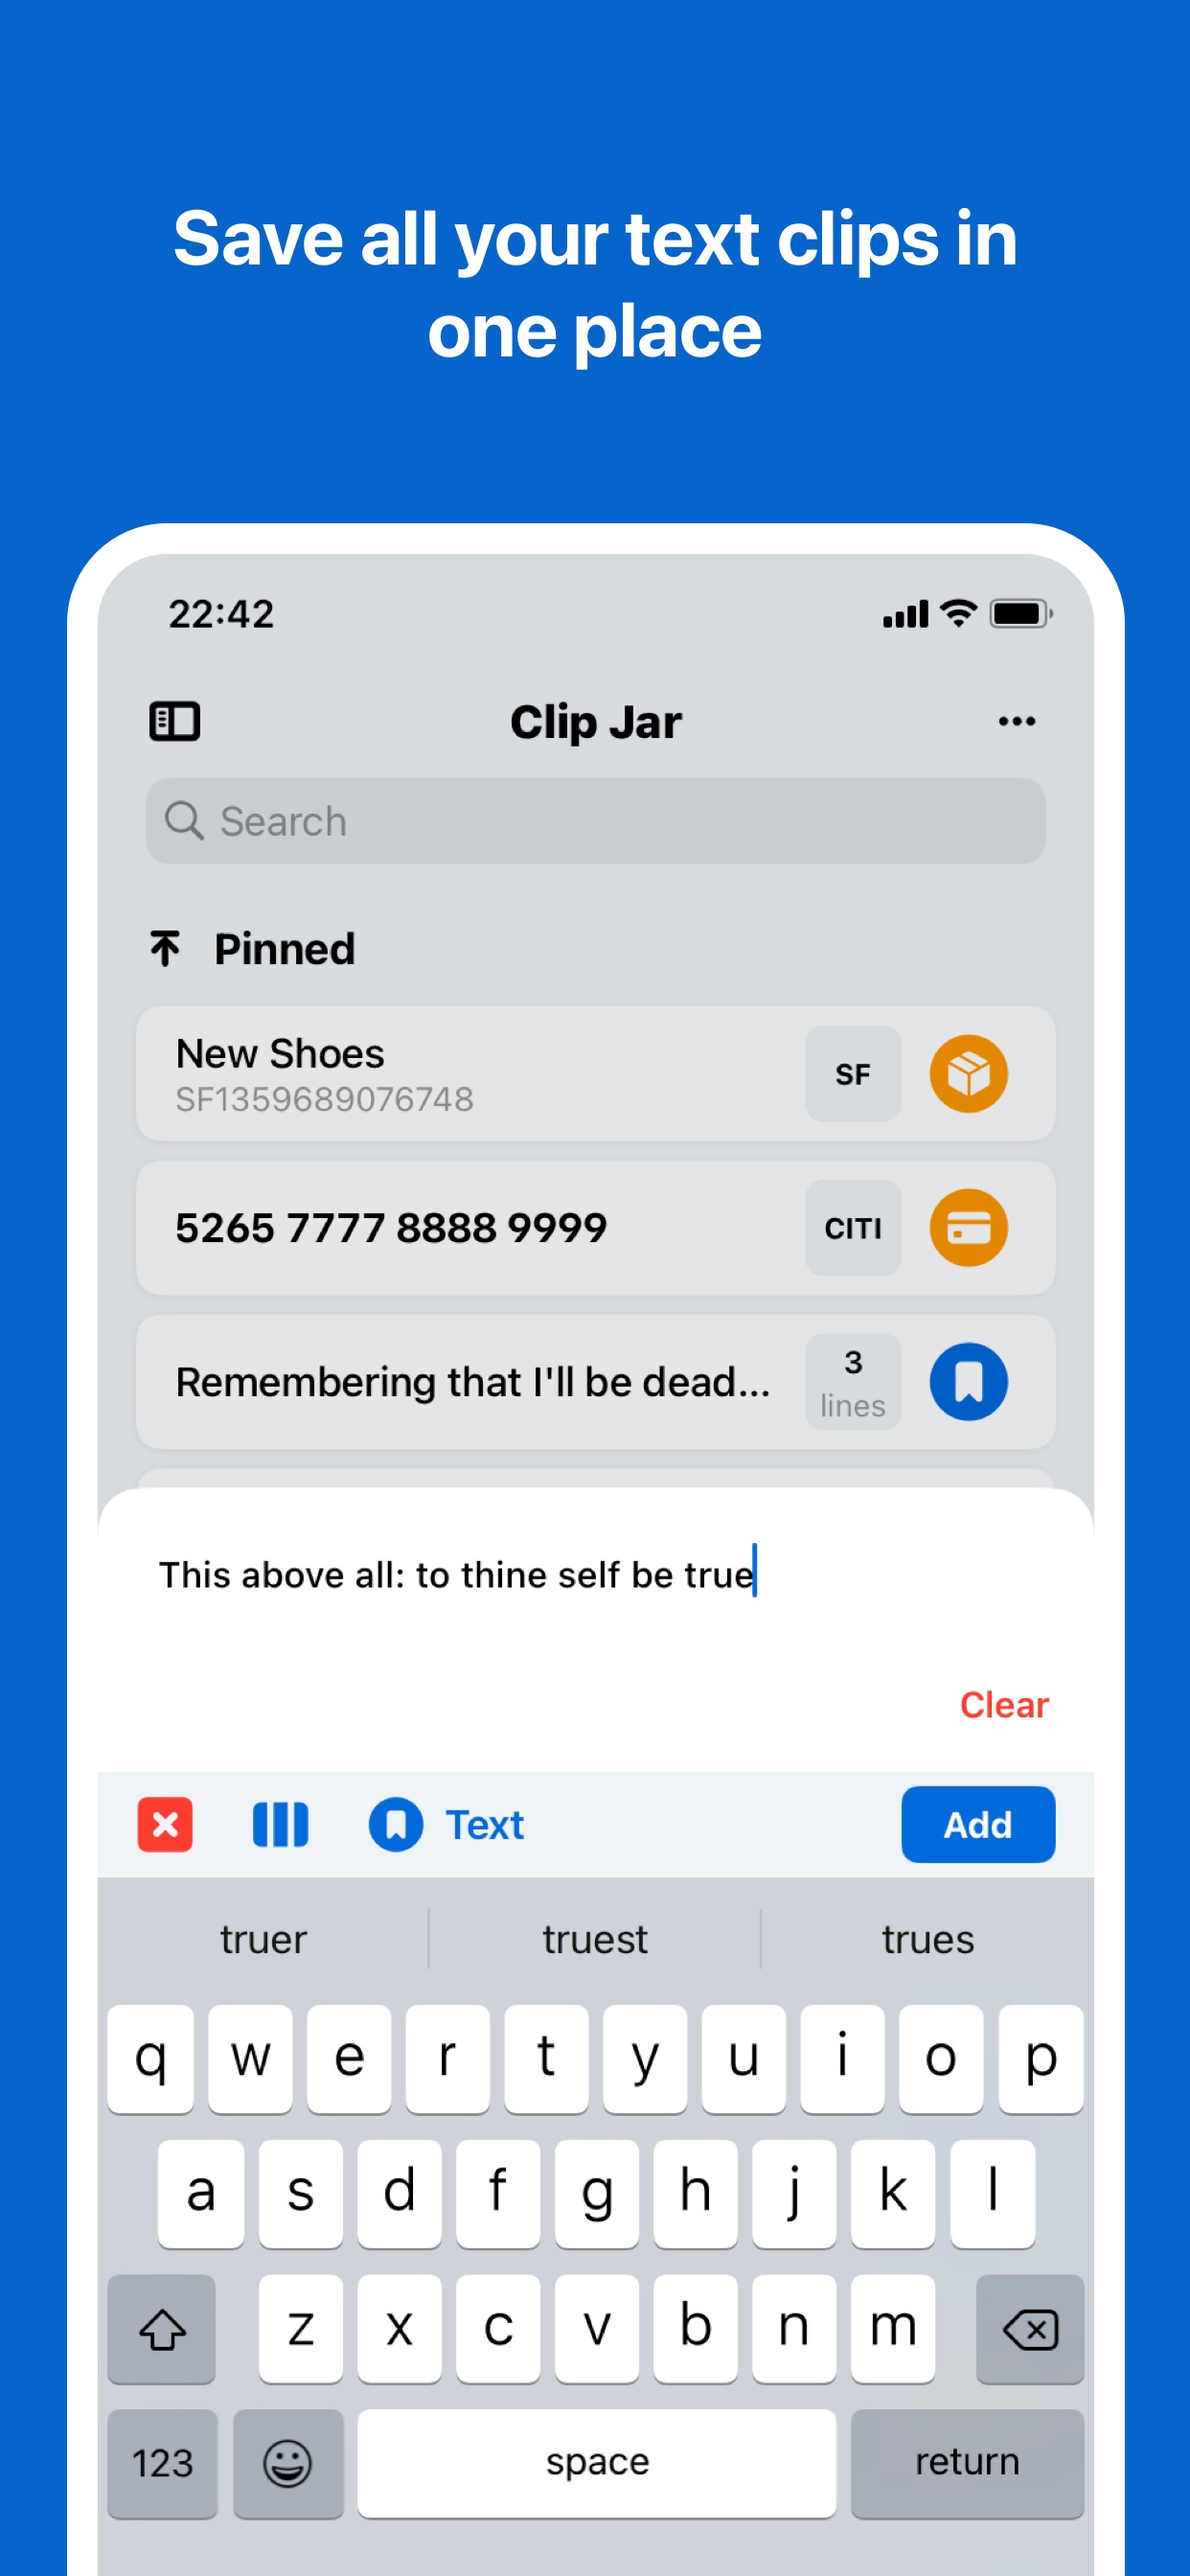 Save all your text clips in
one place
22:42
Clip Jar
Search
Pinned
New Shoes
SF1359689076748
SF
5265 7777 8888 9999
CITI
Remembering that I'll be dead...
3
lines
This above all: to thine self be true
Clear
Text
Add
truer truest trues
q w e r t y u i o p
a s d f g h j k l
z x c v b n m
123 space return